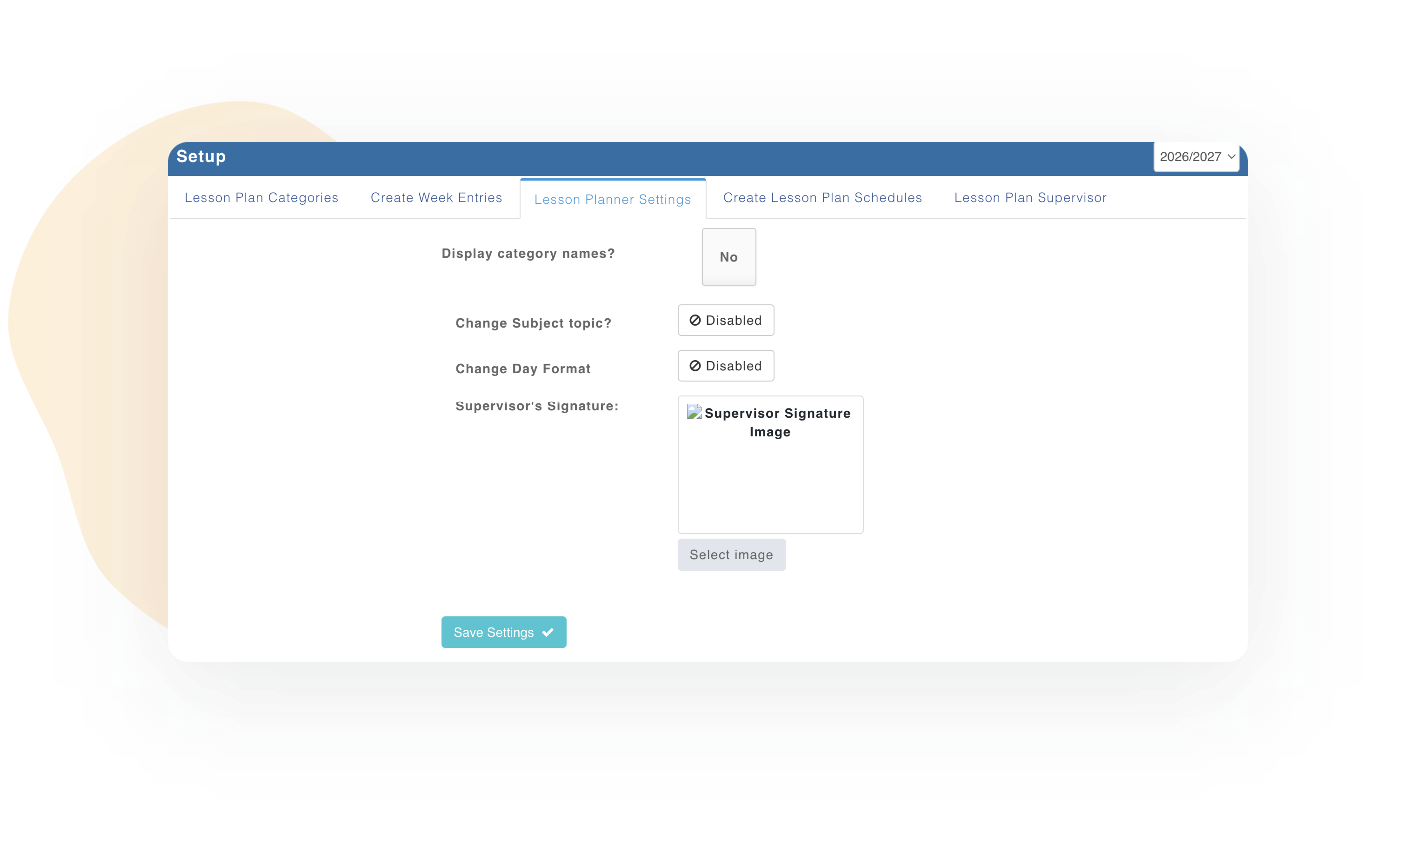 Setup
2026/2027
Lesson Plan Categories
Create Week Entries
Lesson Planner Settings
Create Lesson Plan Schedules
Lesson Plan Supervisor
Display category names?
No
Change Subject topic?
Disabled
Change Day Format
Disabled
Supervisor's Signature:
Supervisor Signature
Image
Select image
Save Settings